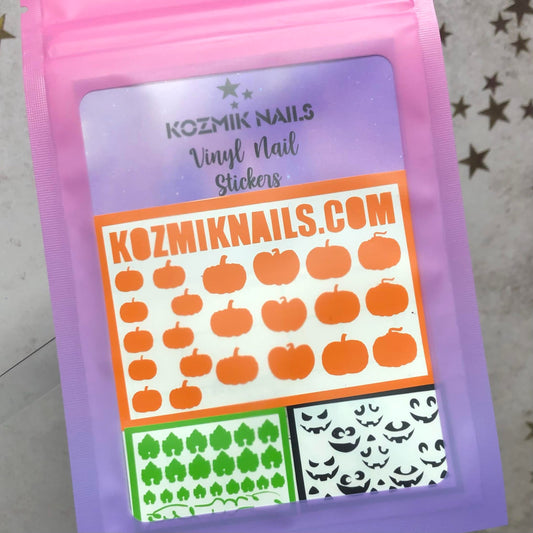 KOZMIK NAILS
Vinyl Nail
Stickers
KOZMIKNAILS.COM